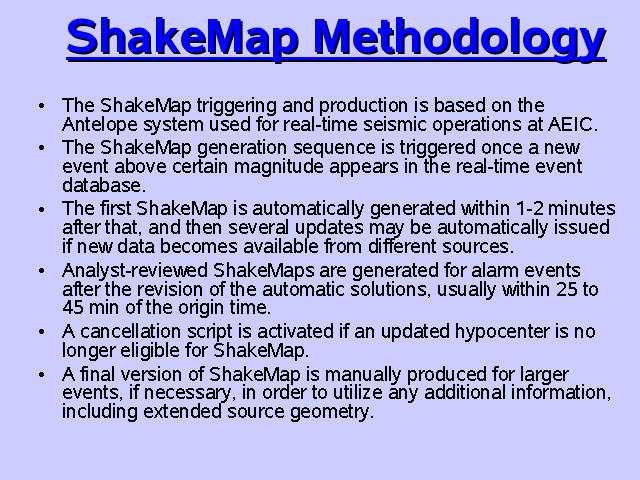 ShakeMap Methodology
• The ShakeMap triggering and production is based on the
Antelope system used for real-time seismic operations at AEIC.
• The ShakeMap generation sequence is triggered once a new
event above certain magnitude appears in the real-time event
database.
• The first ShakeMap is automatically generated within 1-2 minutes
after that, and then several updates may be automatically issued
if new data becomes available from different sources.
• Analyst-reviewed ShakeMaps are generated for alarm events
after the revision of the automatic solutions, usually within 25 to
45 min of the origin time.
• A cancellation script is activated if an updated hypocenter is no
longer eligible for ShakeMap.
• A final version of ShakeMap is manually produced for larger
events, if necessary, in order to utilize any additional information,
including extended source geometry.